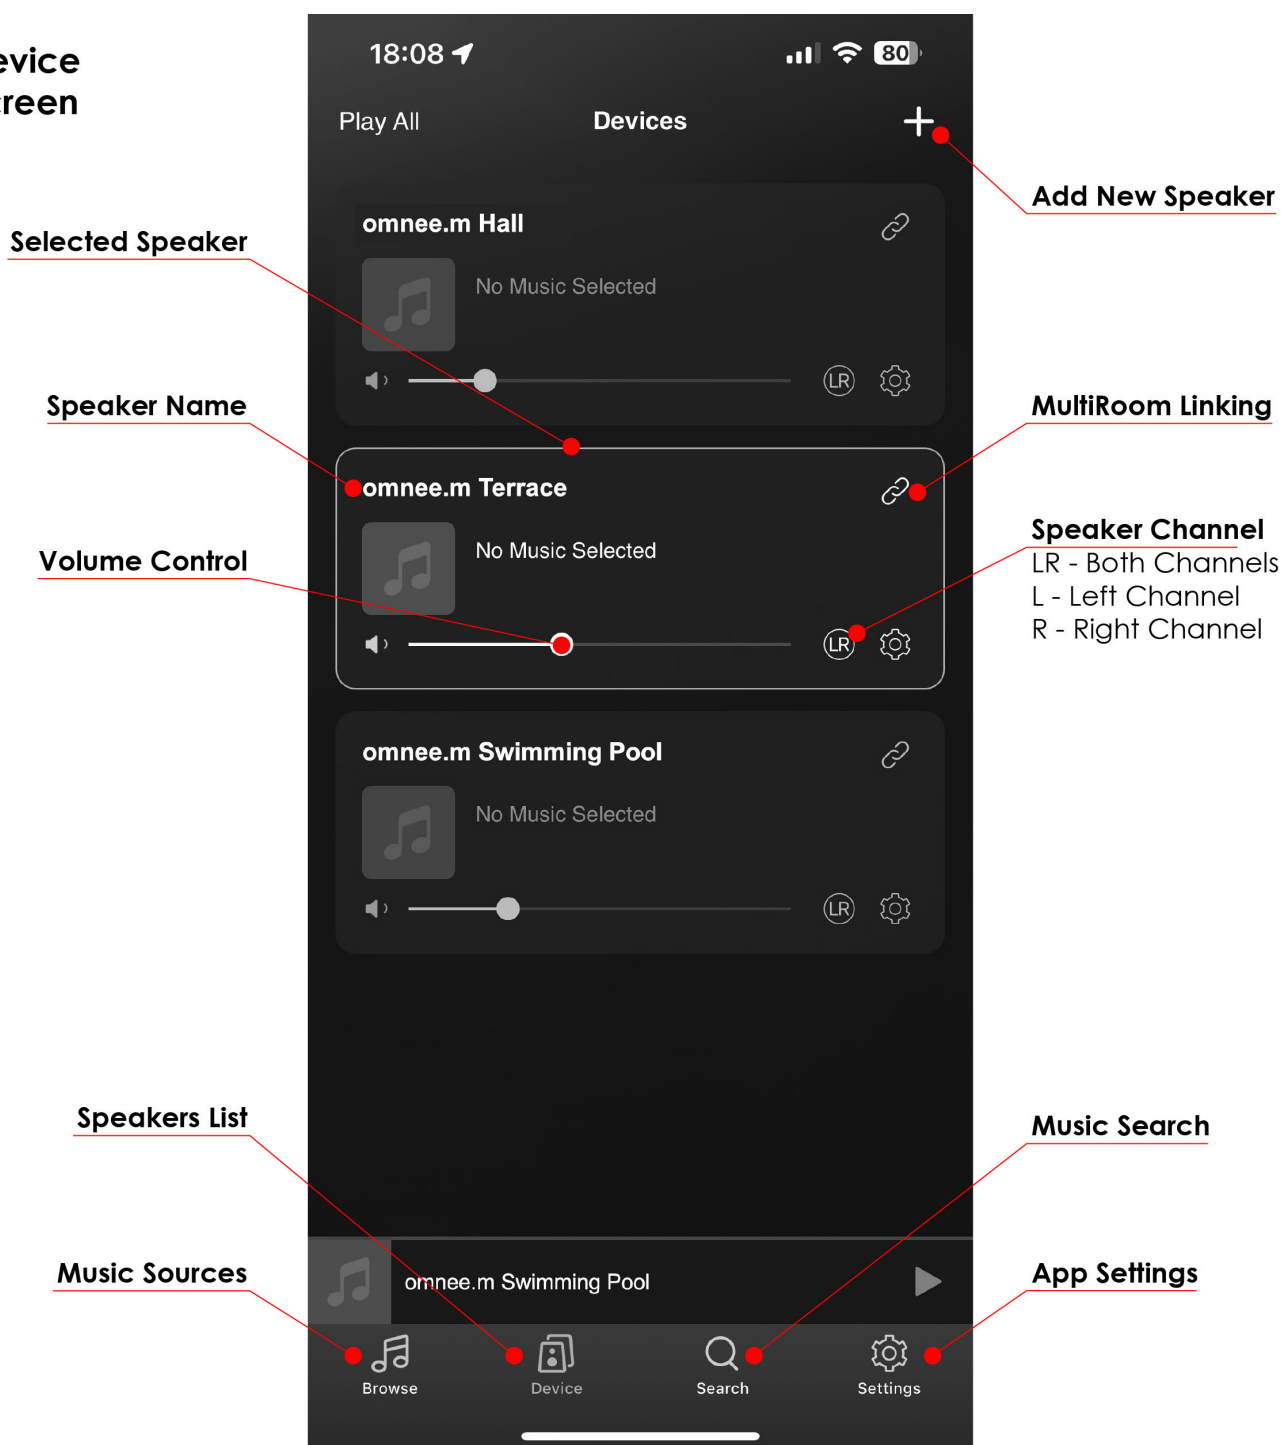 evice
creen
18:08
80
Play All
Devices
Add New Speaker
omnee.m Hall
Selected Speaker
No Music Selected
LR
Speaker Name
MultiRoom Linking
omnee.m Terrace
Speaker Channel
Volume Control
No Music Selected
LR - Both Channels
L - Left Channel
R - Right Channel
LR
omnee.m Swimming Pool
No Music Selected
LR
Speakers List
Music Search
Music Sources
omnee.m Swimming Pool
App Settings
Browse
Device
Search
Settings